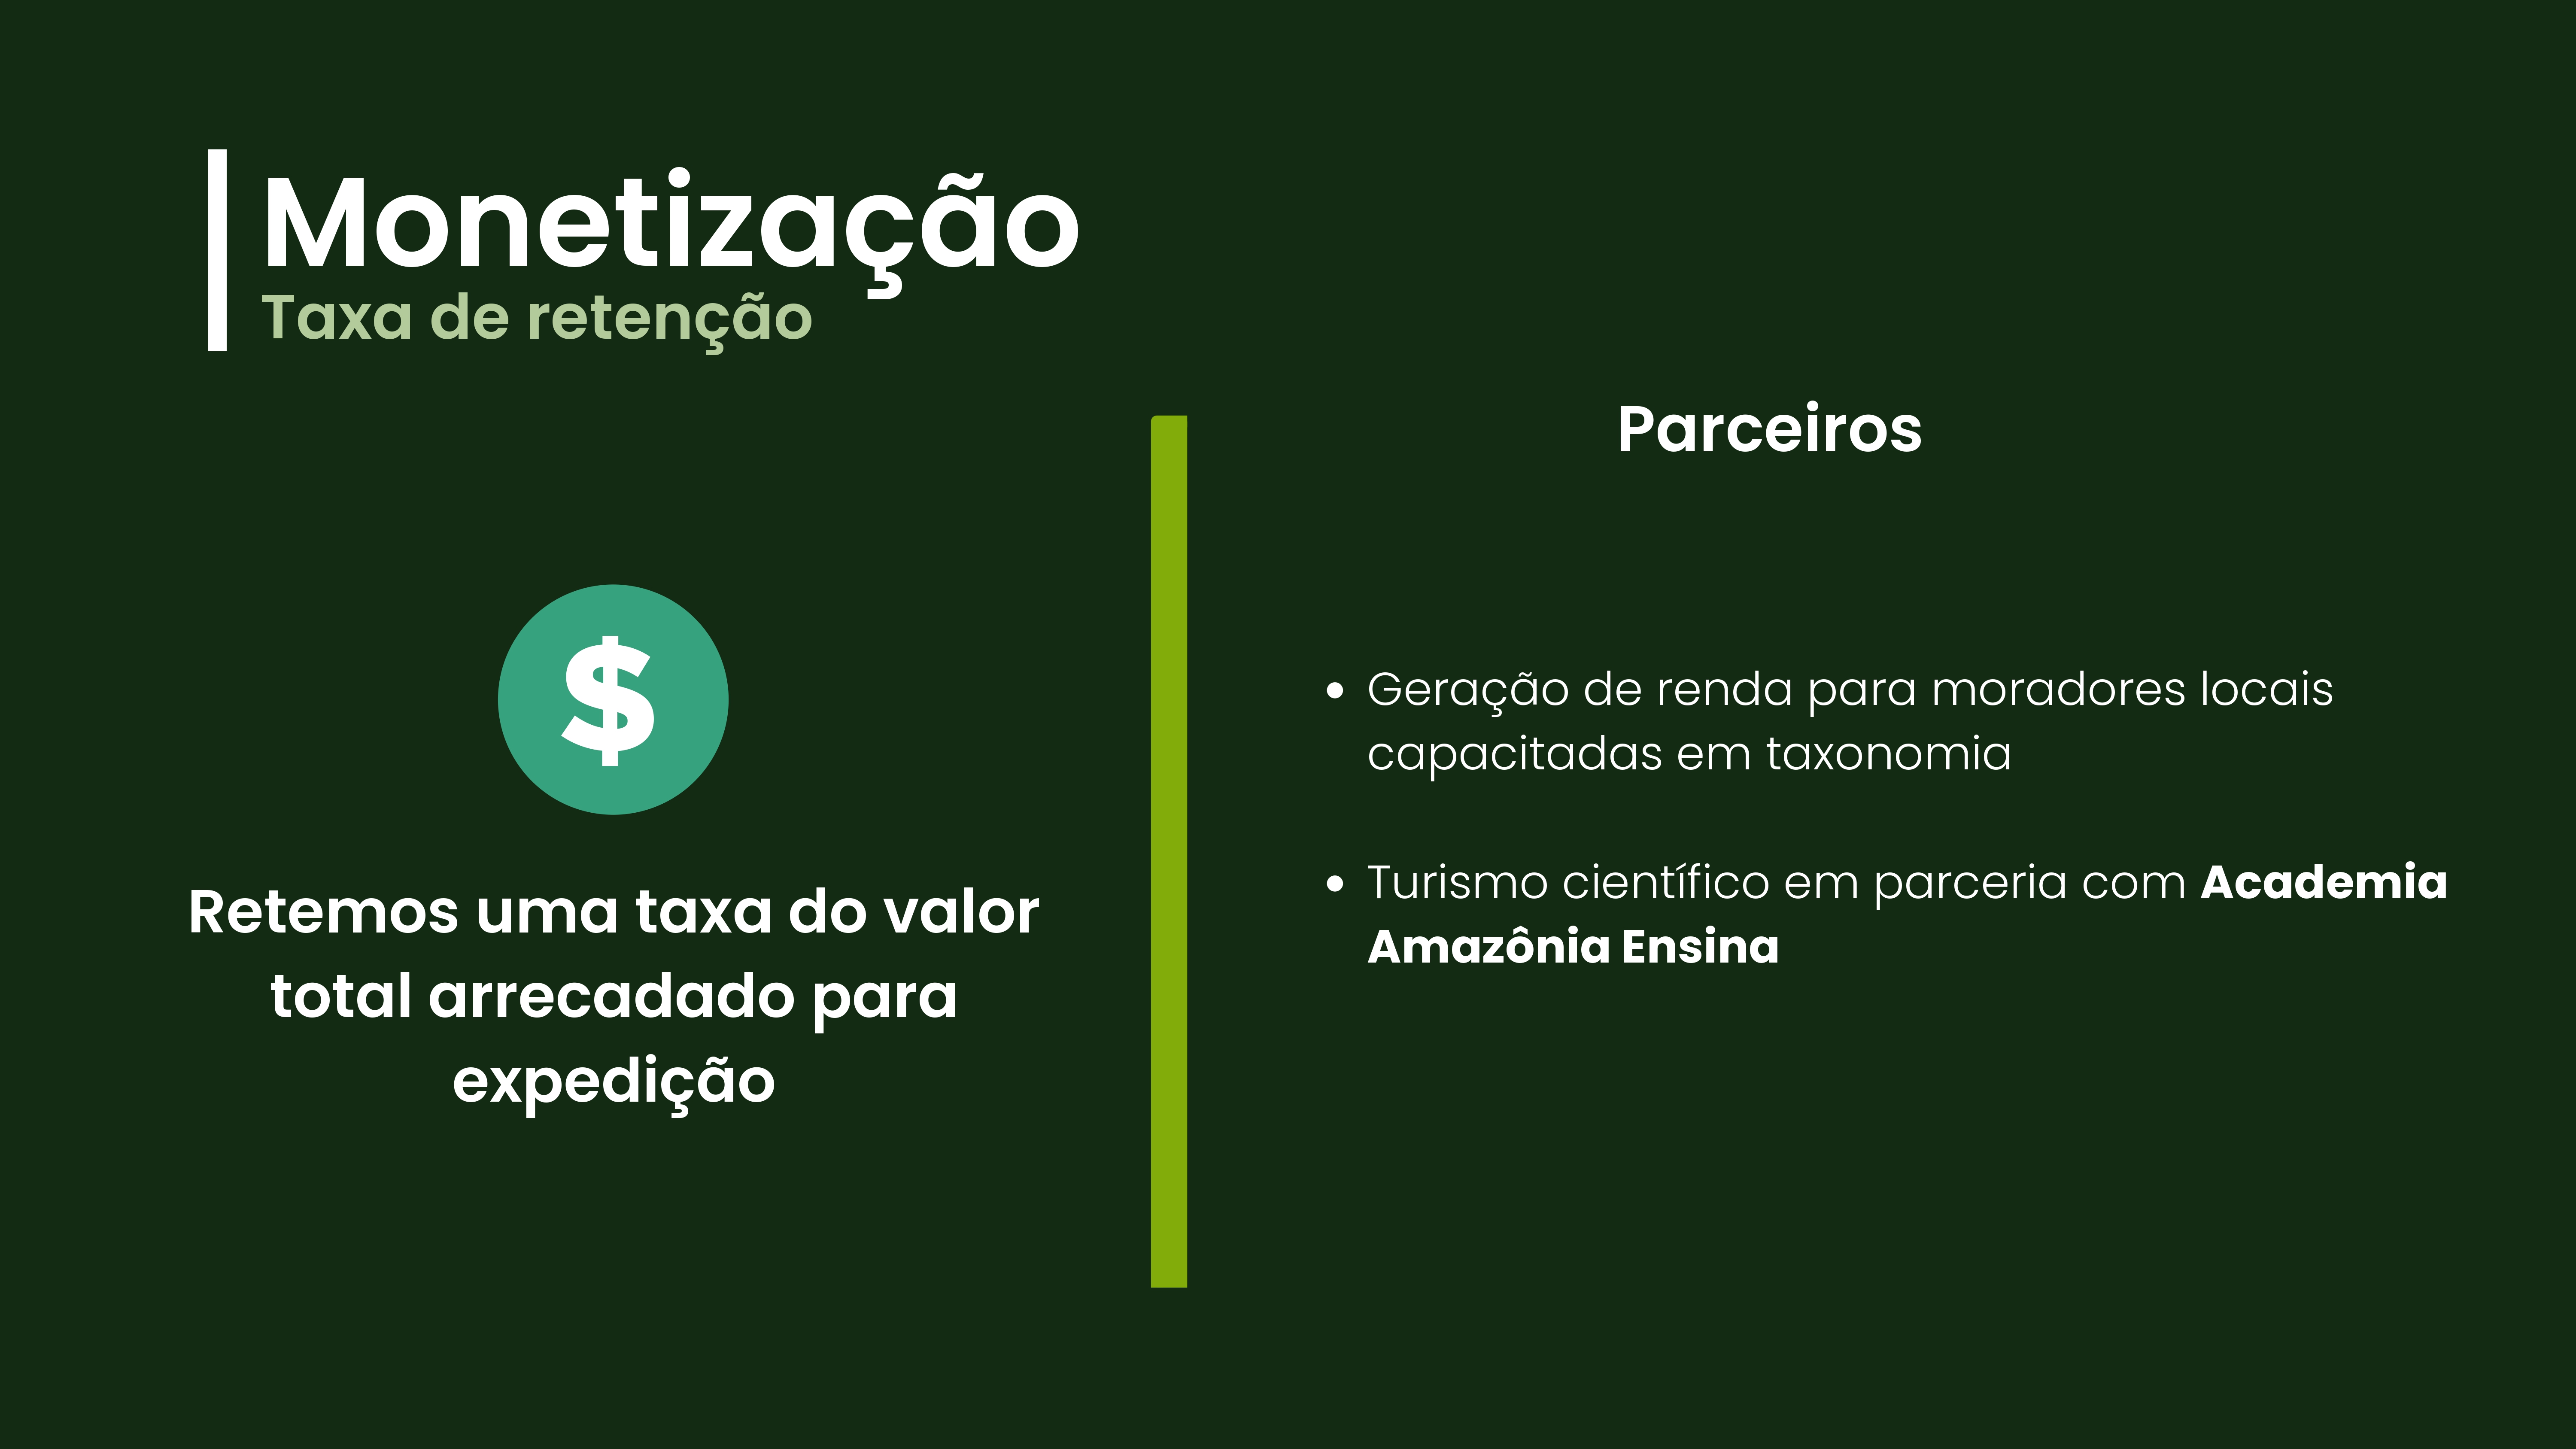 Monetização
Taxa de retenção
$
Retemos uma taxa do valor
total arrecadado para
expedição
Parceiros
• Geração de renda para moradores locais
capacitadas em taxonomia
• Turismo científico em parceria com Academia
Amazônia Ensina